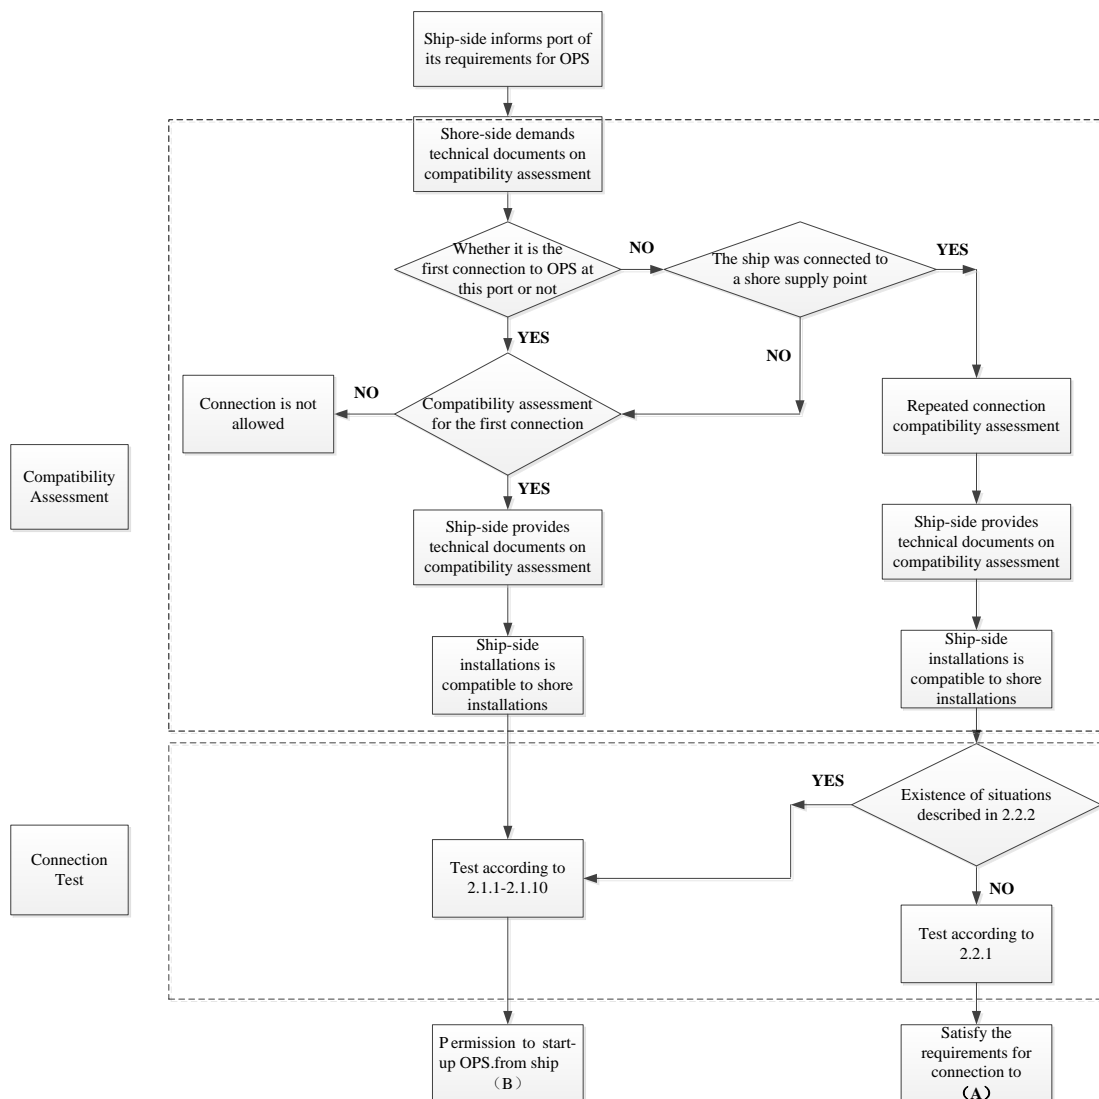 Ship-side informs port of
its requirements for OPS
Shore-side demands
technical documents on
compatibility assessment
Whether it is the
first connection to OPS at
this port or not
NO
The ship was connected to
a shore supply point
YES
YES
NO
Compatibility assessment
for the first connection
NO
Connection is not
allowed
Repeated connection
compatibility assessment
Compatibility
Assessment
YES
Ship-side provides
technical documents on
compatibility assessment
Ship-side provides
technical documents on
compatibility assessment
Ship-side
installations is
compatible to shore
installations
Ship-side
installations is
compatible to shore
installations
YES
Existence of situations
described in 2.2.2
Connection
Test
Test according to
2.1.1-2.1.10
NO
Test according to
2.2.1
Permission to start-
up OPS.from ship
（B）
Satisfy the
requirements for
connection to
（A）